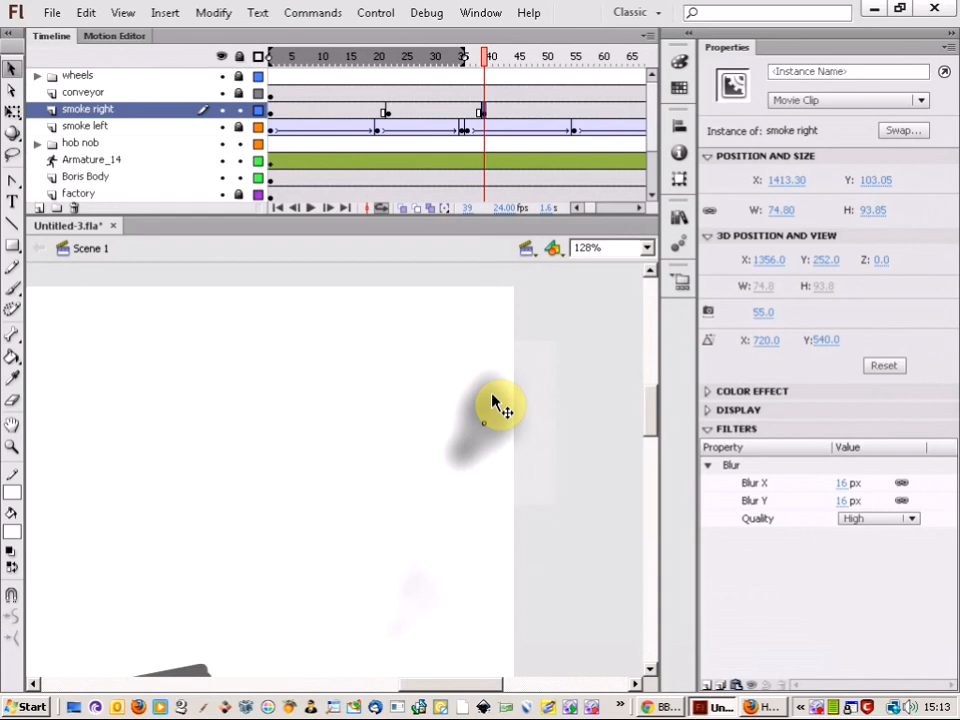 Fl File Edit View Insert Modify Text Commands Control Debug Window Help Classic
Timeline Motion Editor
Properties
5 10 15 20 25 30 35 40 45 50 55 60 65
wheels
conveyor
smoke right
smoke left
hob nob
Armature_14
Boris Body
factory
39 24.00fps 1.6s
Untitled-3.fla* ×
Scene 1
128%
<Instance Name>
Movie Clip
Instance of: smoke right Swap...
POSITION AND SIZE
X: 1413.30 Y: 103.05
W: 74.80 H: 93.85
3D POSITION AND VIEW
X: 1356.0 Y: 252.0 Z: 0.0
W: 74.8 H: 93.8
55.0
X: 720.0 Y: 540.0
Reset
COLOR EFFECT
DISPLAY
FILTERS
Property Value
Blur
Blur X 16 px
Blur Y 16 px
Quality High
Start
BB...
Un...
H...
15:13